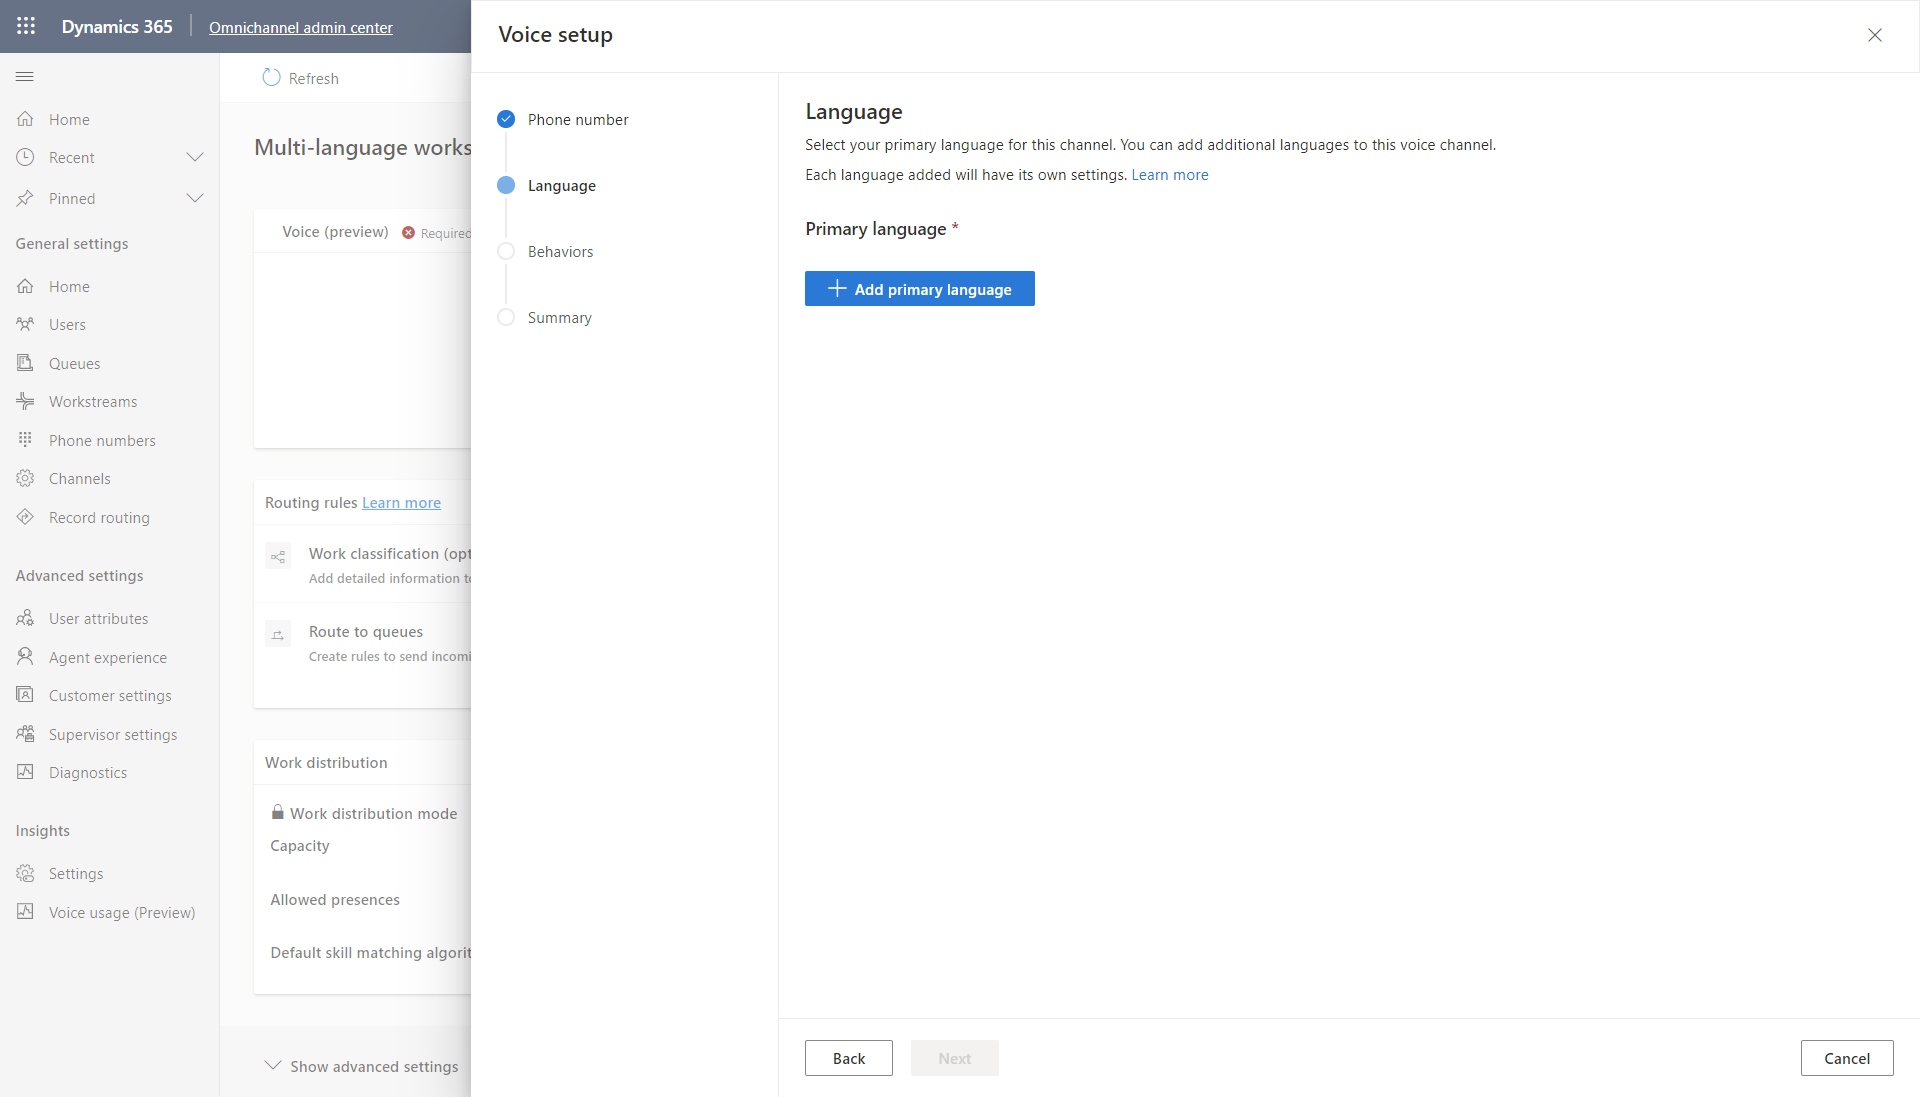 Dynamics 365
Omnichannel admin center
Home
Recent
Pinned
General settings
Home
Users
Queues
Workstreams
Phone numbers
Channels
Record routing
Advanced settings
User attributes
Agent experience
Customer settings
Supervisor settings
Diagnostics
Insights
Settings
Voice usage (Preview)
Refresh
Multi-language works
Voice (preview) Required
Routing rules Learn more
Work classification (opt
Add detailed information to
Route to queues
Create rules to send incomi
Work distribution
Work distribution mode
Capacity
Allowed presences
Default skill matching algorit
Show advanced settings
Voice setup
Phone number
Language
Behaviors
Summary
Language
Select your primary language for this channel. You can add additional languages to this voice channel.
Each language added will have its own settings. Learn more
Primary language *
Add primary language
Back
Next
Cancel